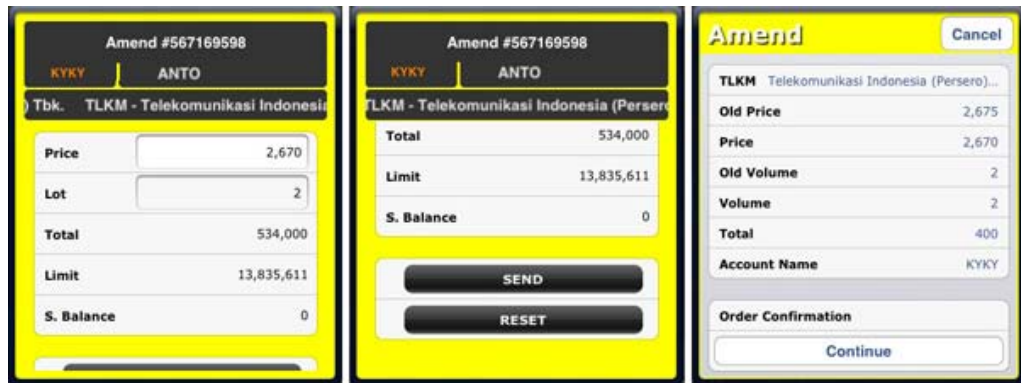 Amend #567169598
KYKY ANTO
) Tbk. TLKM - Telekomunikasi Indonesia
Price 2,670
Lot 2
Total 534,000
Limit 13,835,611
S. Balance 0
Amend #567169598
KYKY ANTO
TLKM - Telekomunikasi Indonesia (Persero
Total 534,000
Limit 13,835,611
S. Balance 0
SEND
RESET
Amend Cancel
TLKM Telekomunikasi Indonesia (Persero)...
Old Price 2,675
Price 2,670
Old Volume 2
Volume 2
Total 400
Account Name KYKY
Order Confirmation
Continue